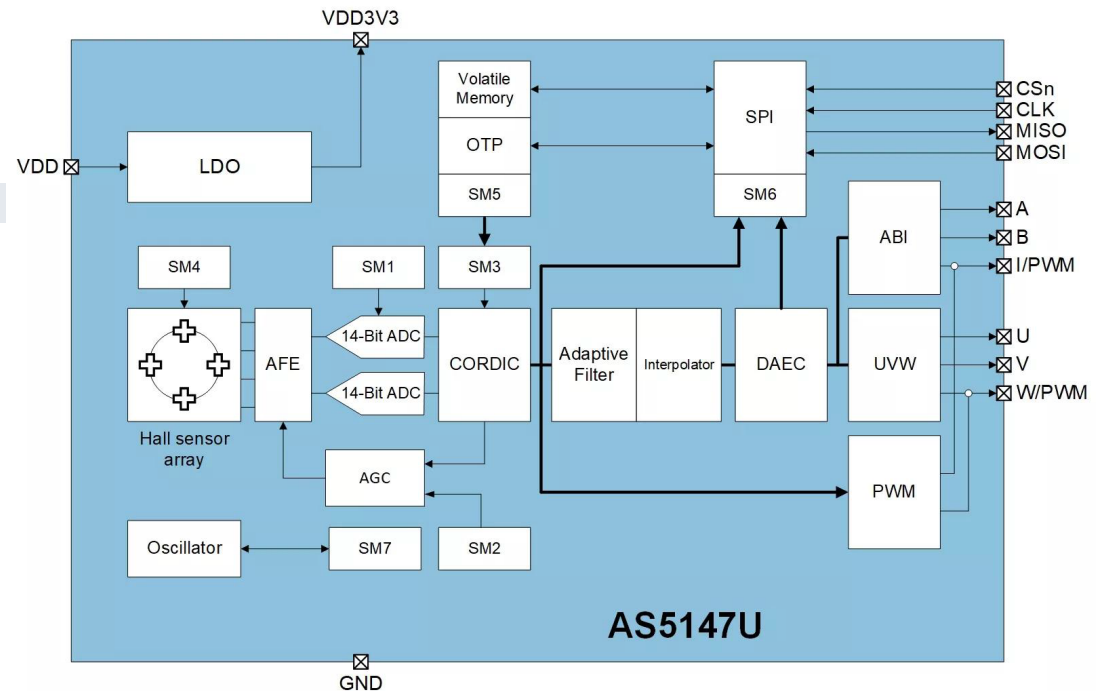 VDD3V3
Volatile
Memory
OTP
SM5
SPI
SM6
CSn
CLK
MISO
MOSI
VDD
LDO
SM4
SM1
SM3
ABI
A
B
I/PWM
AFE
14-Bit ADC
14-Bit ADC
CORDIC
Adaptive
Filter
Interpolator
DAEC
UVW
U
V
W/PWM
Hall sensor
array
AGC
PWM
Oscillator
SM7
SM2
AS5147U
GND